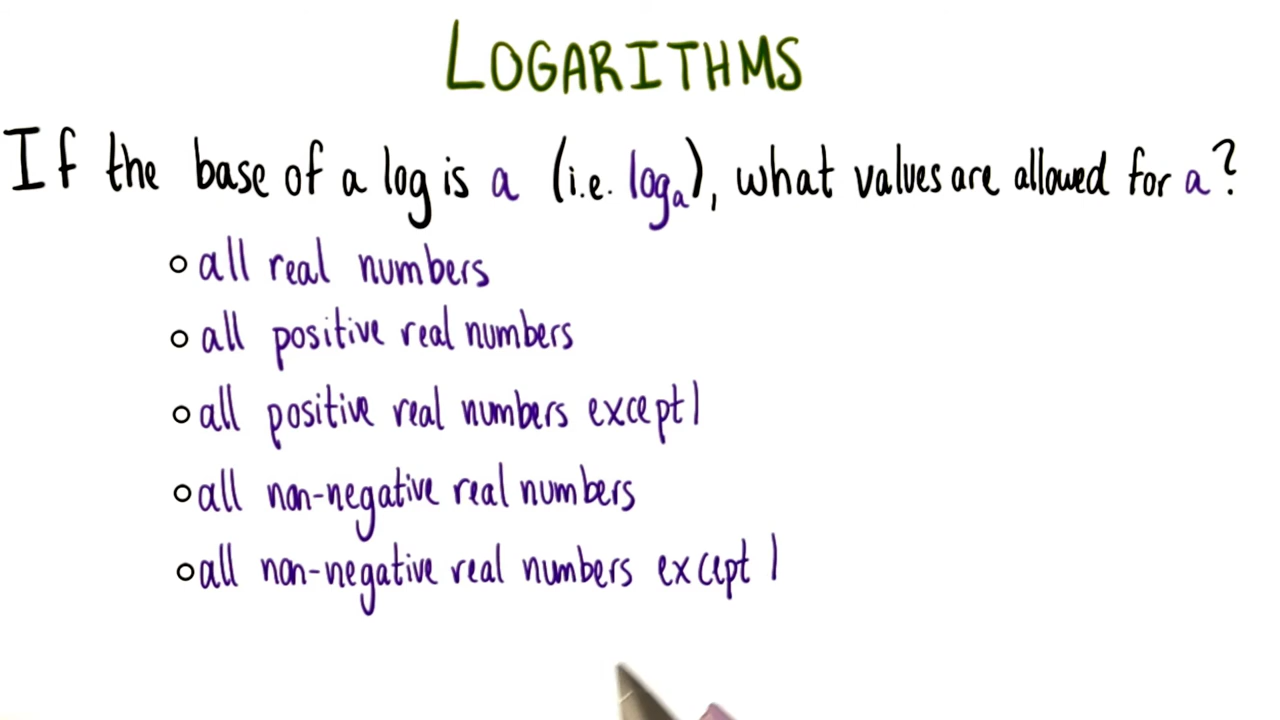 LOGARITHMS
If the base of a log is a (i.e. logₐ), what values are allowed for a?
all real numbers
all positive real numbers
all positive real numbers except 1
all non-negative real numbers
all non-negative real numbers except 1